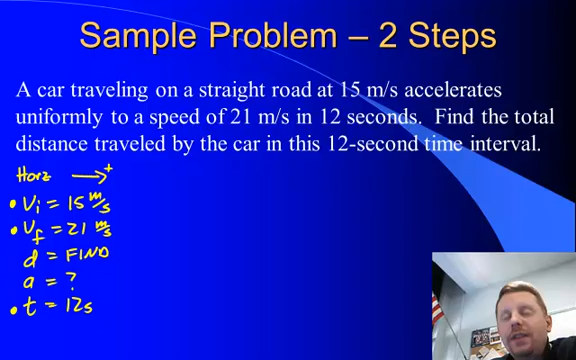 Sample Problem – 2 Steps
A car traveling on a straight road at 15 m/s accelerates
uniformly to a speed of 21 m/s in 12 seconds. Find the total
distance traveled by the car in this 12-second time interval.
Horz → +
• Vi = 15 m/s
• Vf = 21 m/s
d = FIND
a = ?
• t = 12s